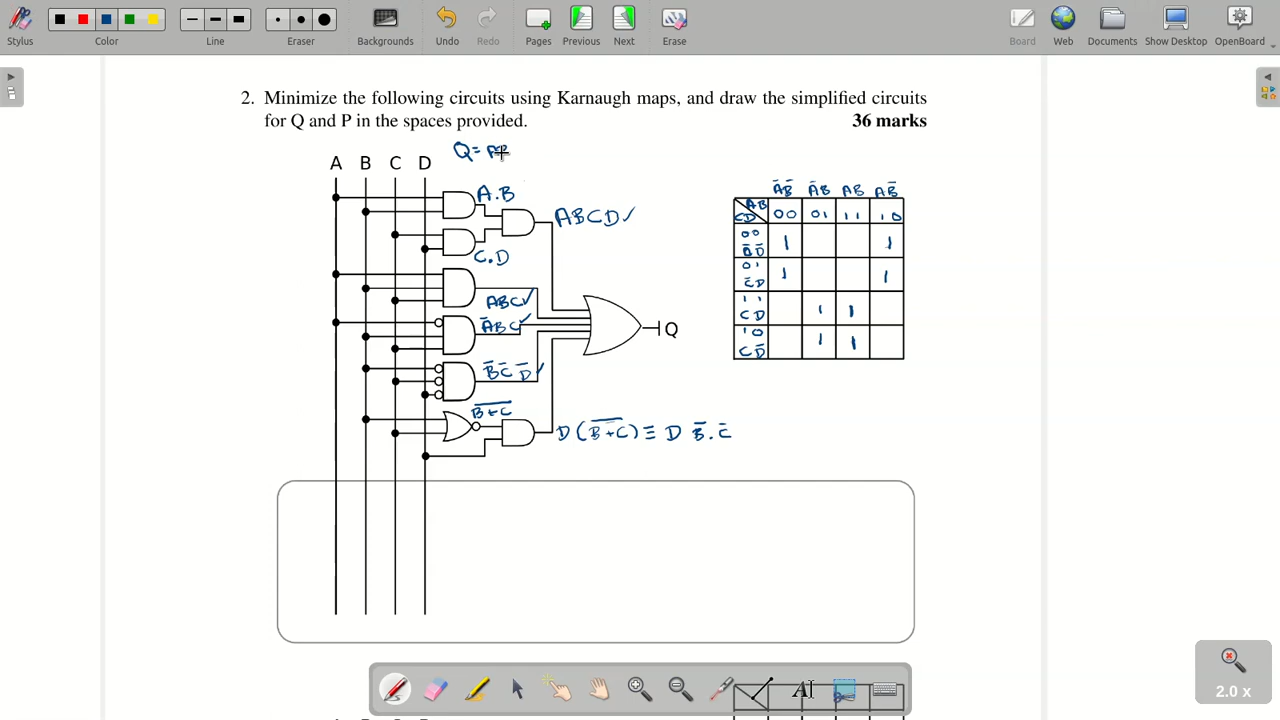 Stylus Color Line Eraser Backgrounds Undo Redo Pages Previous Next Erase Board Web Documents Show Desktop OpenBoard
2. Minimize the following circuits using Karnaugh maps, and draw the simplified circuits
for Q and P in the spaces provided. 36 marks
Q=
A B C D
A.B
ABCD✓
C.D
ABC✓
A̅BC✓
B̅ C̅ D̅ ✓
Q
B+C̅
D(B̅+̅C̅)≡ D B̅.C̅
A̅B̅ A̅B AB AB̅
AB
CD 00 01 11 10
00 1 1
01
C̅D 1 1
11
CD 1 1
10
CD̅ 1 1
2.0 x